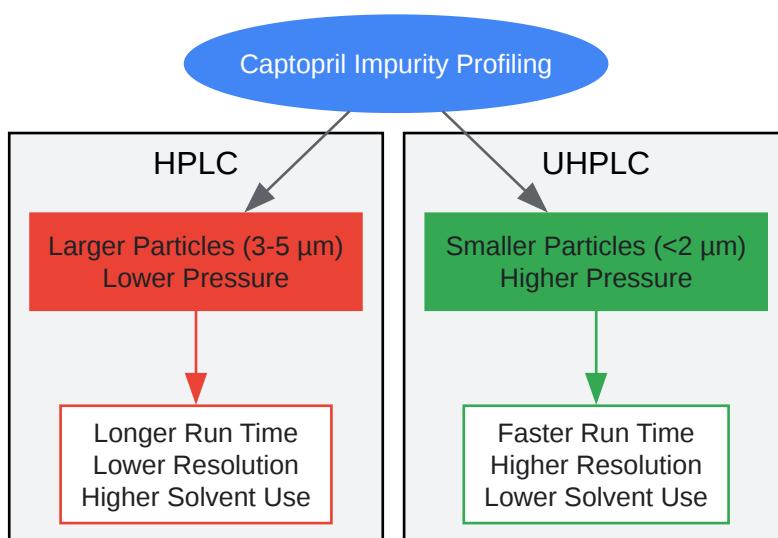 Captopril Impurity Profiling
HPLC
Larger Particles (3-5 µm)
Lower Pressure
Longer Run Time
Lower Resolution
Higher Solvent Use
UHPLC
Smaller Particles (<2 µm)
Higher Pressure
Faster Run Time
Higher Resolution
Lower Solvent Use